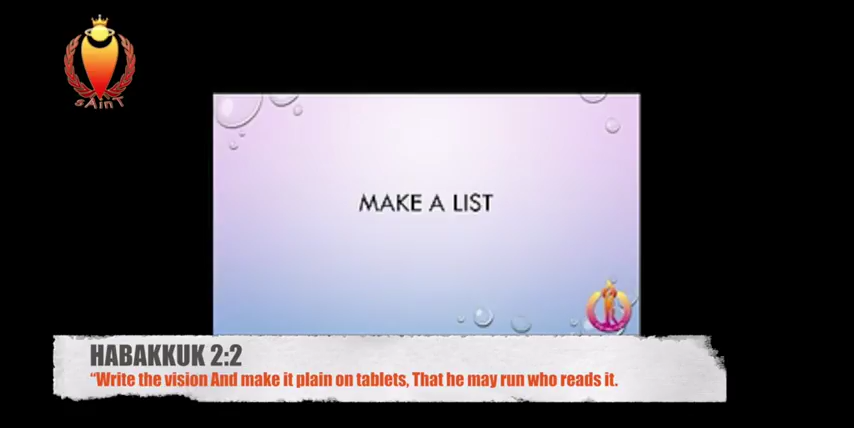 sAinT
MAKE A LIST
HABAKKUK 2:2
“Write the vision And make it plain on tablets, That he may run who reads it.